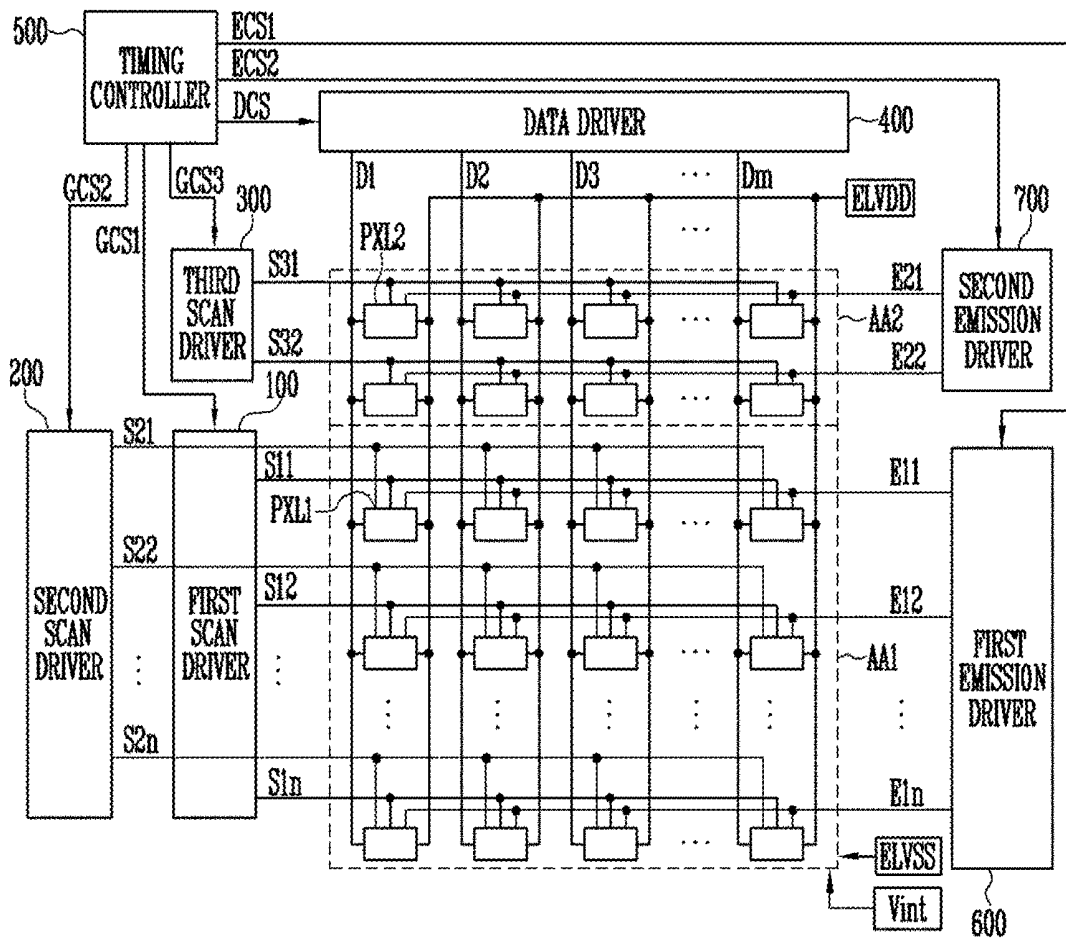 500
TIMING
CONTROLLER
ECS1
ECS2
DCS
DATA DRIVER
400
GCS2
GCS1
GCS3
D1
D2
D3
...
Dm
ELVDD
300
PXL2
700
THIRD
SCAN
DRIVER
S31
S32
E21
E22
AA2
SECOND
EMISSION
DRIVER
200
100
S21
S11
PXL1
E11
S22
S12
E12
SECOND
SCAN
DRIVER
FIRST
SCAN
DRIVER
AA1
FIRST
EMISSION
DRIVER
S2n
S1n
E1n
ELVSS
Vint
600